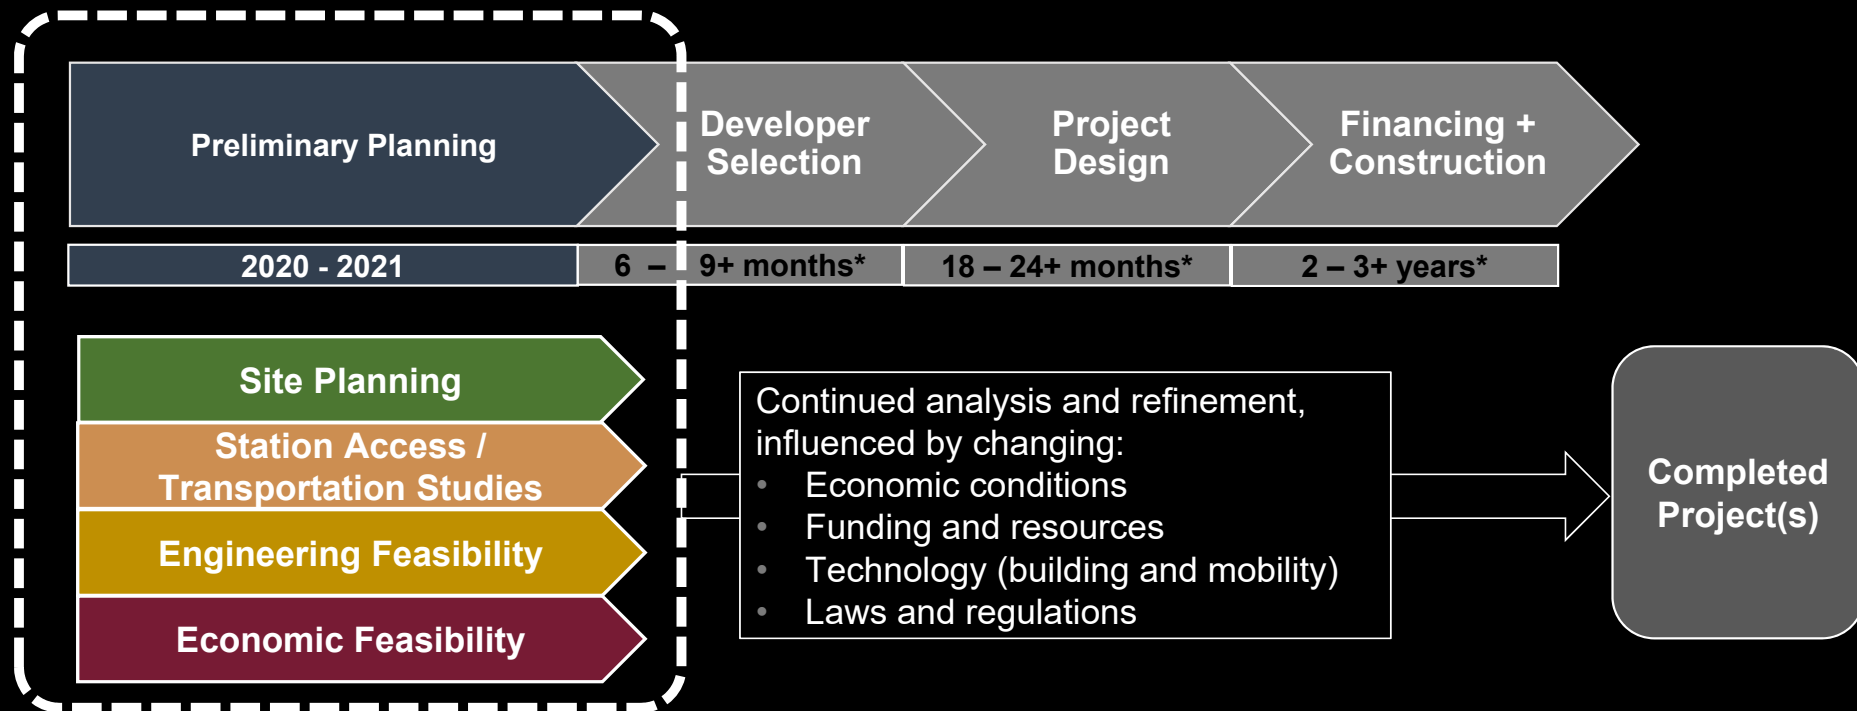 Preliminary Planning
Developer
Selection
Project
Design
Financing +
Construction
2020 - 2021
6 – 9+ months*
18 – 24+ months*
2 – 3+ years*
Site Planning
Station Access /
Transportation Studies
Engineering Feasibility
Economic Feasibility
Continued analysis and refinement,
influenced by changing:
• Economic conditions
• Funding and resources
• Technology (building and mobility)
• Laws and regulations
Completed
Project(s)